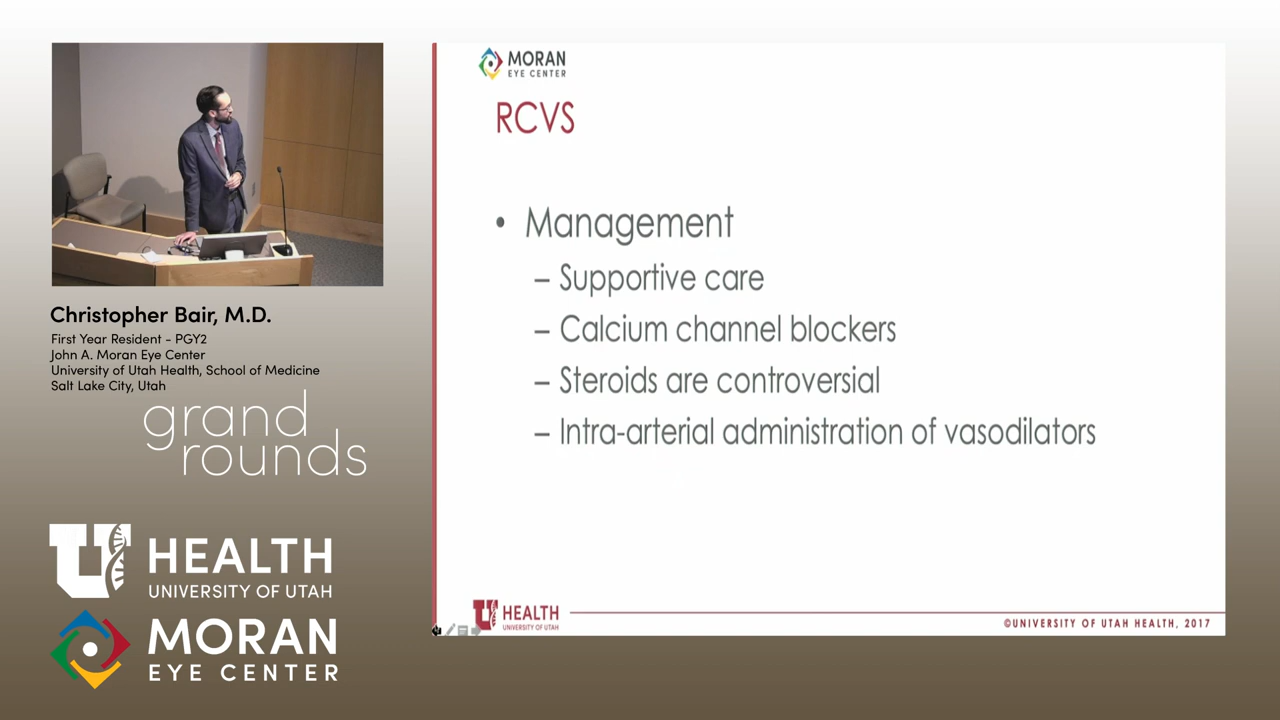 Christopher Bair, M.D.
First Year Resident - PGY2
John A. Moran Eye Center
University of Utah Health, School of Medicine
Salt Lake City, Utah
grand
rounds
U HEALTH
UNIVERSITY OF UTAH
MORAN
EYE CENTER
MORAN
EYE CENTER
RCVS
• Management
– Supportive care
– Calcium channel blockers
– Steroids are controversial
– Intra-arterial administration of vasodilators
U HEALTH
UNIVERSITY OF UTAH
©UNIVERSITY OF UTAH HEALTH, 2017